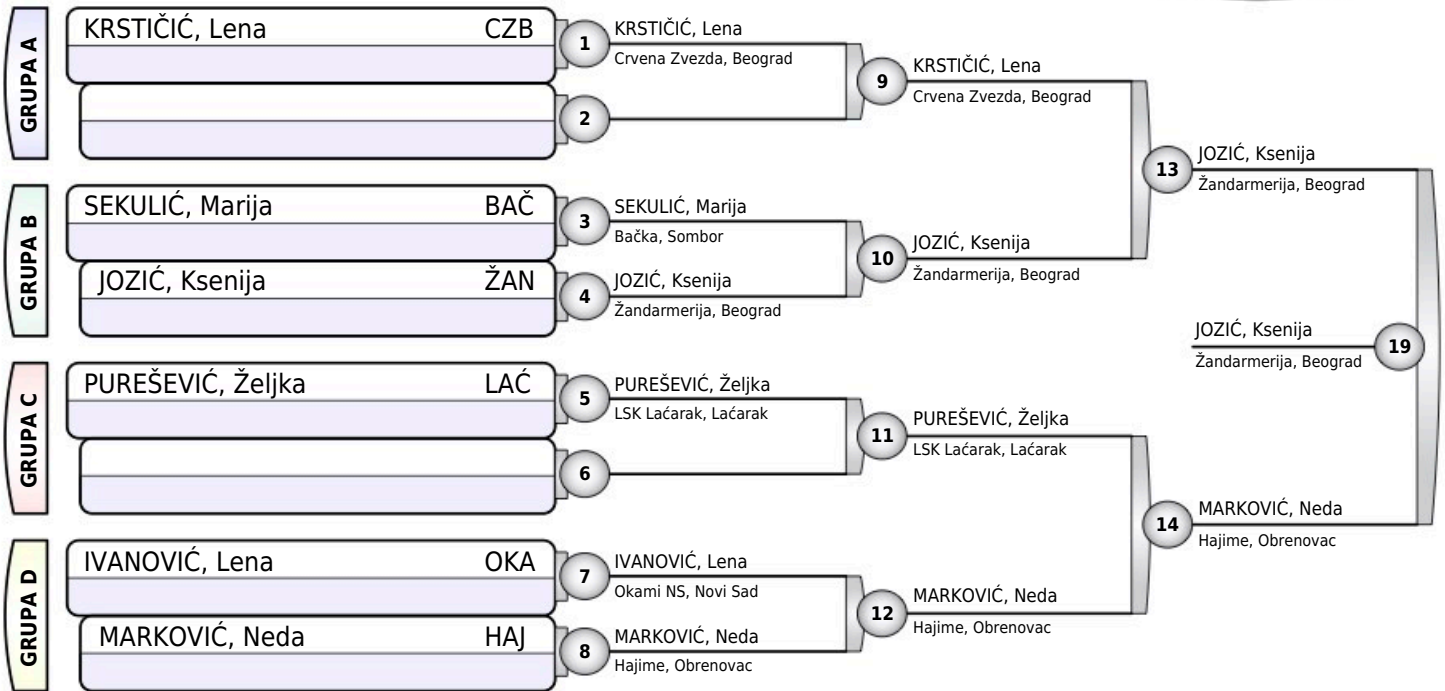 GRUPA A
KRSTIČIĆ, Lena CZB
1
KRSTIČIĆ, Lena
Crvena Zvezda, Beograd
2
9
KRSTIČIĆ, Lena
Crvena Zvezda, Beograd
GRUPA B
SEKULIĆ, Marija BAČ
3
SEKULIĆ, Marija
Bačka, Sombor
JOZIĆ, Ksenija ŽAN
4
JOZIĆ, Ksenija
Žandarmerija, Beograd
10
JOZIĆ, Ksenija
Žandarmerija, Beograd
13
JOZIĆ, Ksenija
Žandarmerija, Beograd
GRUPA C
PUREŠEVIĆ, Željka LAĆ
5
PUREŠEVIĆ, Željka
LSK Laćarak, Laćarak
6
11
PUREŠEVIĆ, Željka
LSK Laćarak, Laćarak
GRUPA D
IVANOVIĆ, Lena OKA
7
IVANOVIĆ, Lena
Okami NS, Novi Sad
MARKOVIĆ, Neda HAJ
8
MARKOVIĆ, Neda
Hajime, Obrenovac
12
MARKOVIĆ, Neda
Hajime, Obrenovac
14
MARKOVIĆ, Neda
Hajime, Obrenovac
JOZIĆ, Ksenija
Žandarmerija, Beograd
19